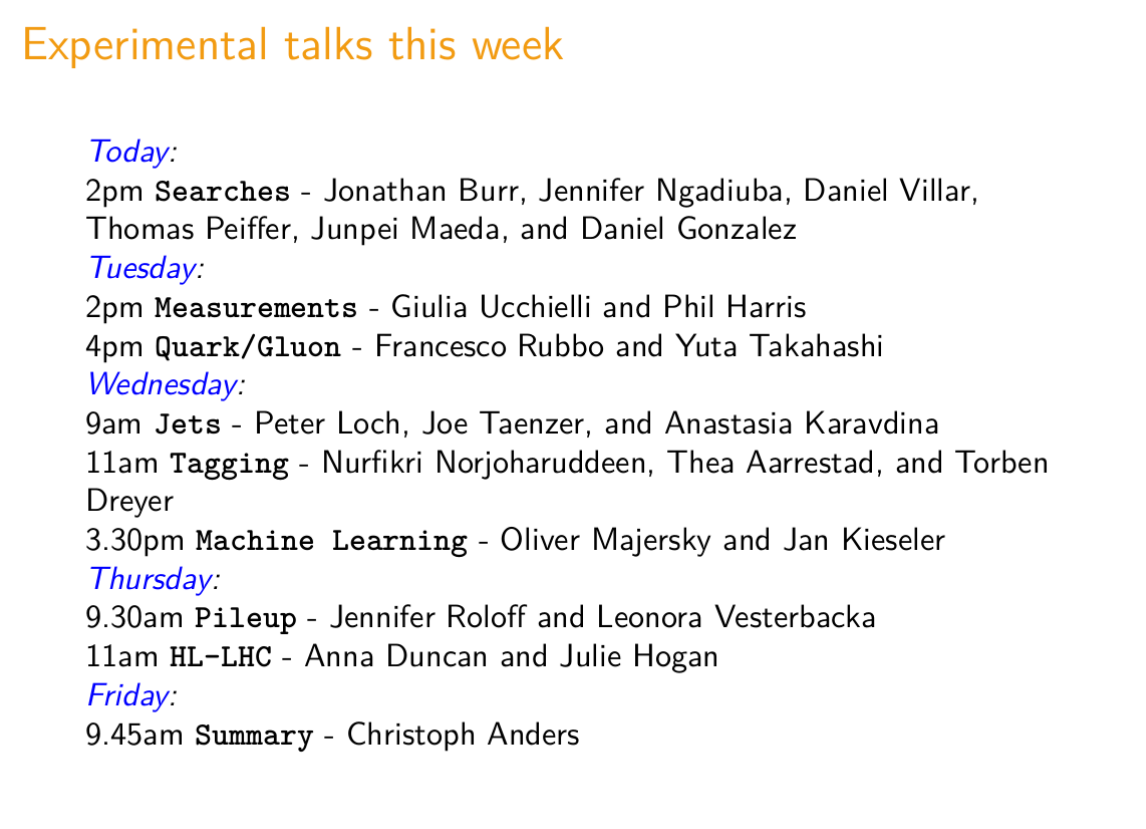 Experimental talks this week
Today:
2pm Searches - Jonathan Burr, Jennifer Ngadiuba, Daniel Villar,
Thomas Peiffer, Junpei Maeda, and Daniel Gonzalez
Tuesday:
2pm Measurements - Giulia Ucchielli and Phil Harris
4pm Quark/Gluon - Francesco Rubbo and Yuta Takahashi
Wednesday:
9am Jets - Peter Loch, Joe Taenzer, and Anastasia Karavdina
11am Tagging - Nurfikri Norjoharuddeen, Thea Aarrestad, and Torben
Dreyer
3.30pm Machine Learning - Oliver Majersky and Jan Kieseler
Thursday:
9.30am Pileup - Jennifer Roloff and Leonora Vesterbacka
11am HL-LHC - Anna Duncan and Julie Hogan
Friday:
9.45am Summary - Christoph Anders